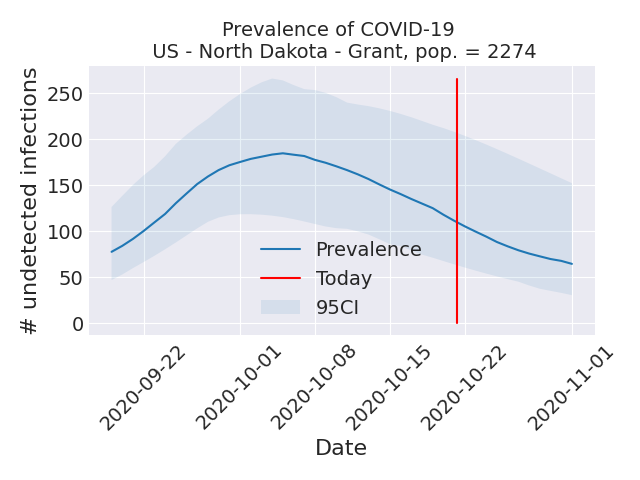 Prevalence of COVID-19
US - North Dakota - Grant, pop. = 2274
# undetected infections
250
200
150
100
50
0
Prevalence
Today
95CI
2020-09-22
2020-10-01
2020-10-08
2020-10-15
2020-10-22
2020-11-01
Date